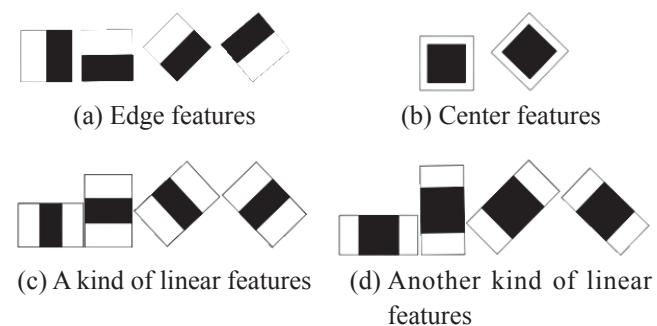 (a) Edge features
(b) Center features
(c) A kind of linear features
(d) Another kind of linear
features